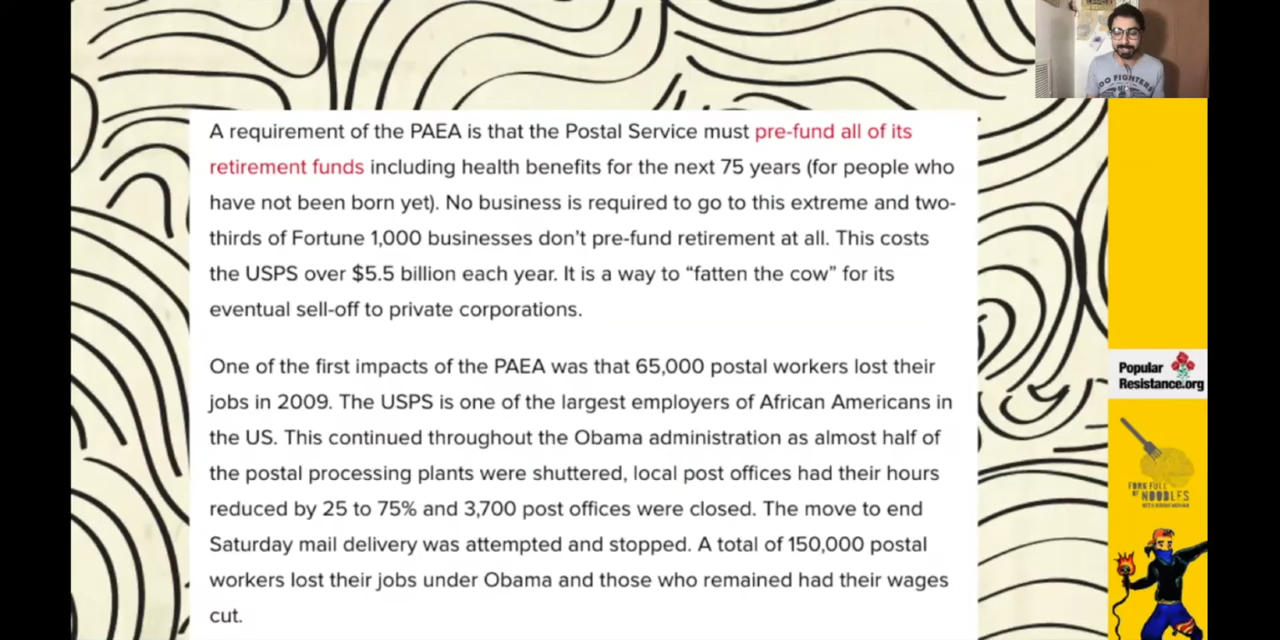 OO FIGHTER
A requirement of the PAEA is that the Postal Service must pre-fund all of its
retirement funds including health benefits for the next 75 years (for people who
have not been born yet). No business is required to go to this extreme and two-
thirds of Fortune 1,000 businesses don’t pre-fund retirement at all. This costs
the USPS over $5.5 billion each year. It is a way to “fatten the cow” for its
eventual sell-off to private corporations.
One of the first impacts of the PAEA was that 65,000 postal workers lost their
jobs in 2009. The USPS is one of the largest employers of African Americans in
the US. This continued throughout the Obama administration as almost half of
the postal processing plants were shuttered, local post offices had their hours
reduced by 25 to 75% and 3,700 post offices were closed. The move to end
Saturday mail delivery was attempted and stopped. A total of 150,000 postal
workers lost their jobs under Obama and those who remained had their wages
cut.
Popular
Resistance.org
FORK FULL
OF NOODLES